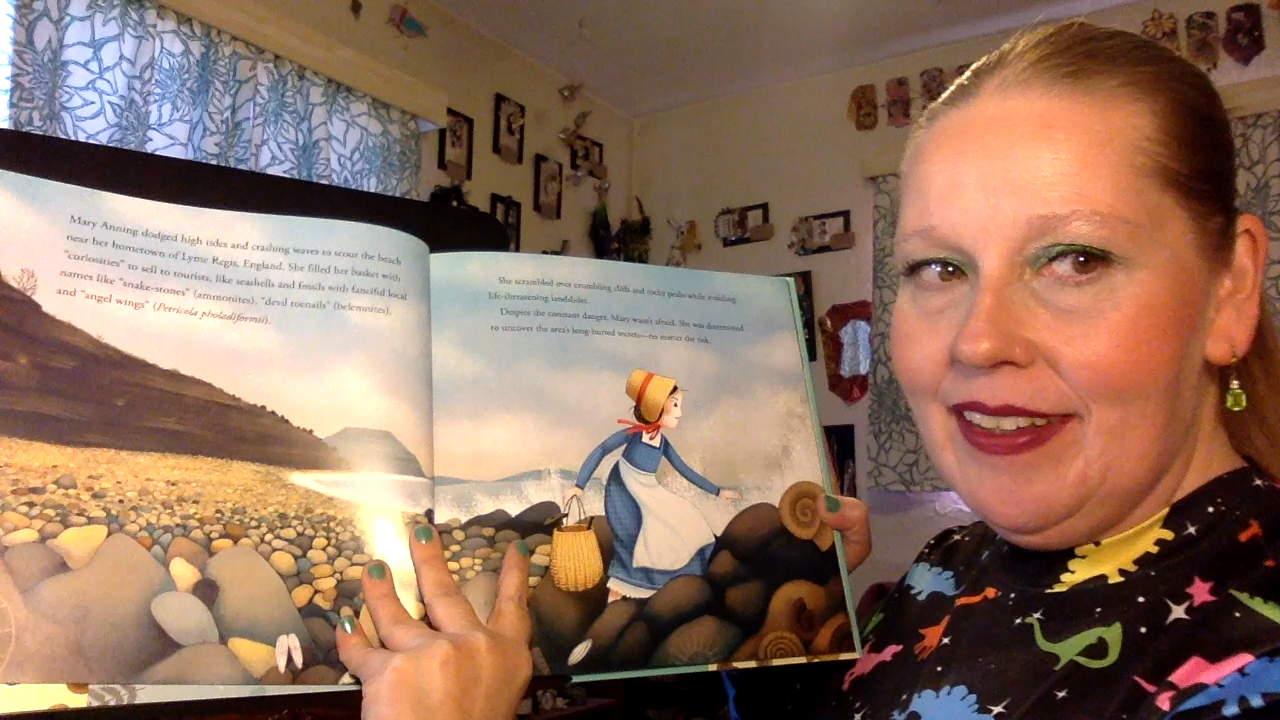 Mary Anning dodged high tides and crashing waves to scour the beach
near her hometown of Lyme Regis, England. She filled her basket with
"curiosities" to sell to tourists, like seashells and fossils with fanciful local
names like "snake-stones" (ammonites), "devil toenails" (belemnites),
and "angel wings" (Petricola pholadiformis).
She scrambled over crumbling cliffs and rocky peaks while avoiding
life-threatening landslides.
Despite the constant danger, Mary wasn't afraid. She was determined
to uncover the area's long-buried secrets—no matter the risk.